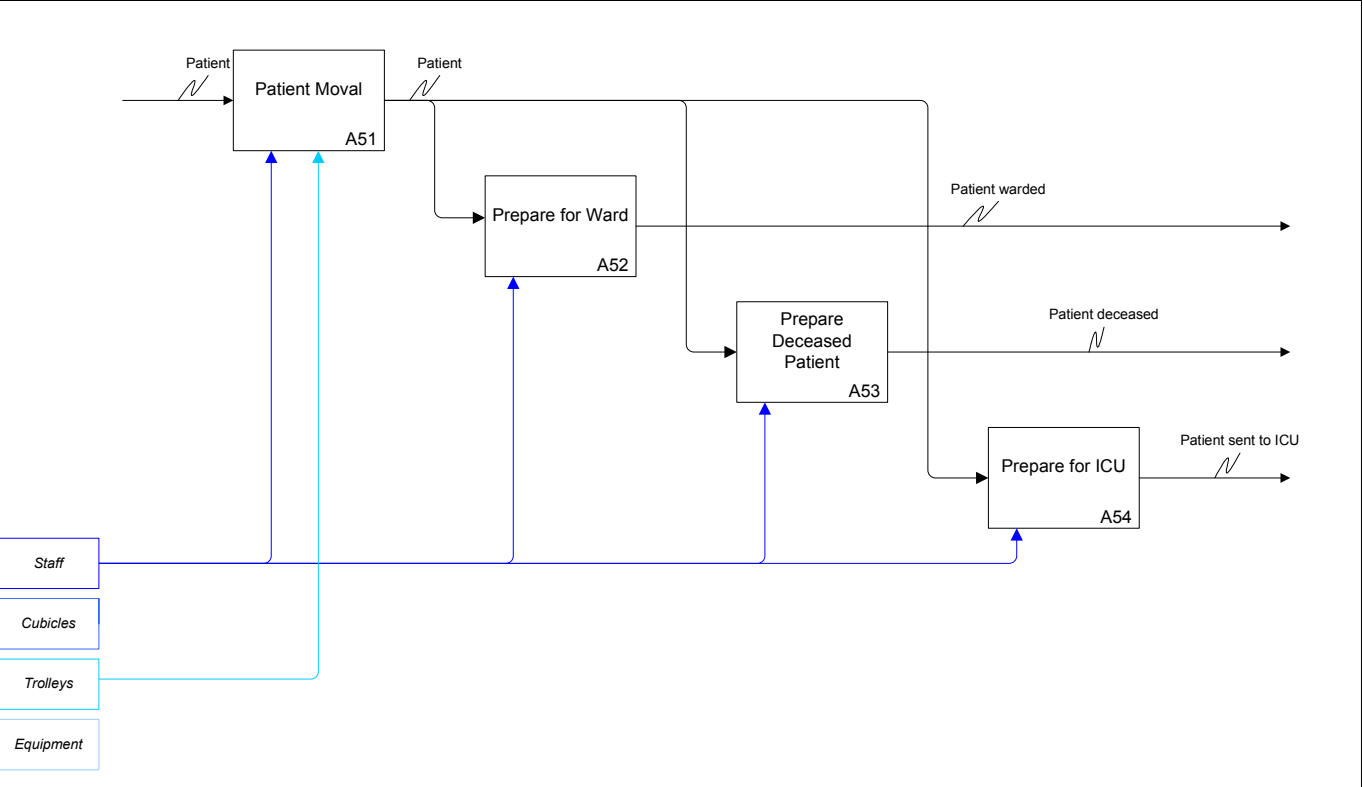 Patient
Patient Moval
A51
Patient
Prepare for Ward
A52
Patient warded
Prepare
Deceased
Patient
A53
Patient deceased
Prepare for ICU
A54
Patient sent to ICU
Staff
Cubicles
Trolleys
Equipment